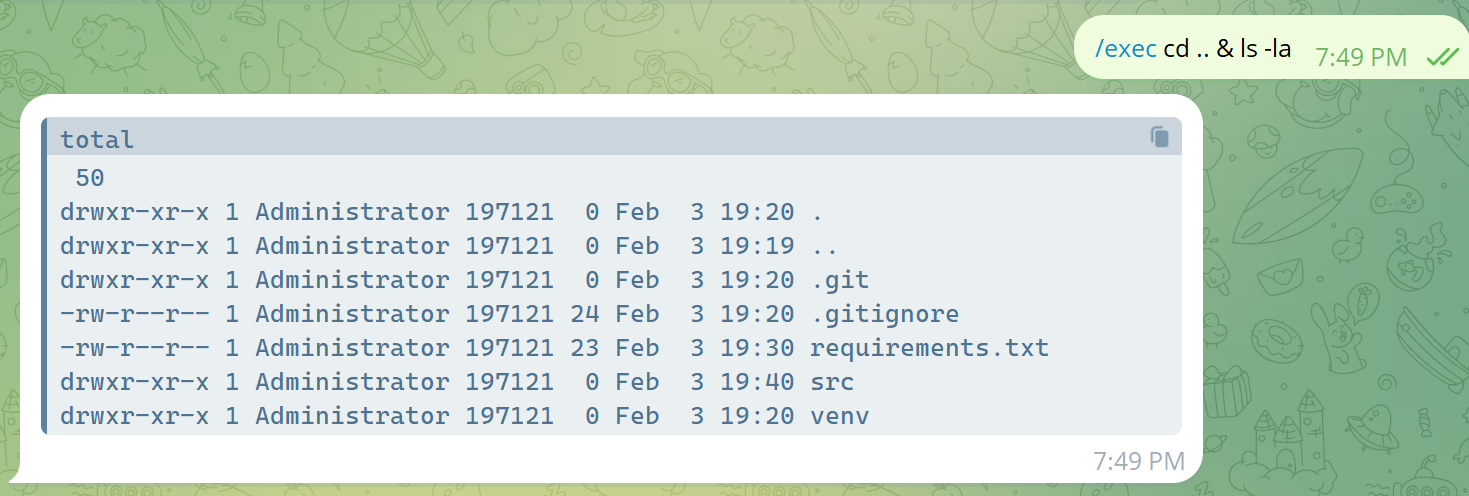 /exec cd .. & ls -la 7:49 PM
total
 50
drwxr-xr-x 1 Administrator 197121  0 Feb  3 19:20 .
drwxr-xr-x 1 Administrator 197121  0 Feb  3 19:19 ..
drwxr-xr-x 1 Administrator 197121  0 Feb  3 19:20 .git
-rw-r--r-- 1 Administrator 197121 24 Feb  3 19:20 .gitignore
-rw-r--r-- 1 Administrator 197121 23 Feb  3 19:30 requirements.txt
drwxr-xr-x 1 Administrator 197121  0 Feb  3 19:40 src
drwxr-xr-x 1 Administrator 197121  0 Feb  3 19:20 venv
7:49 PM